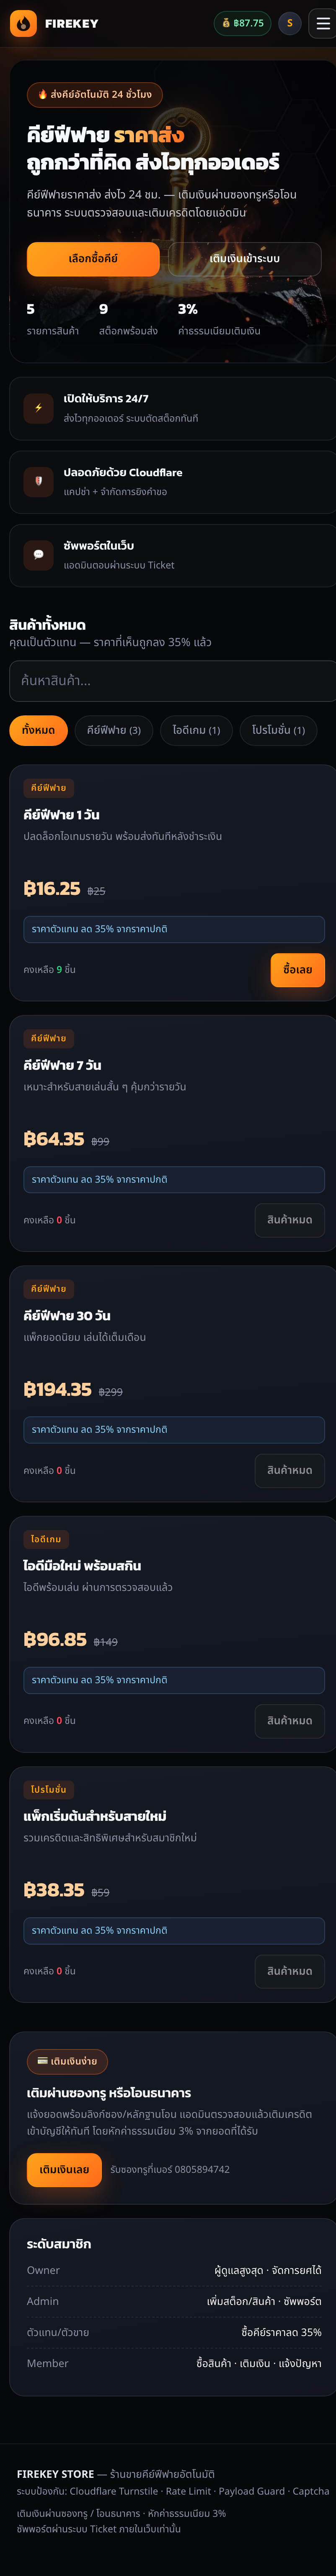 FIREKEY
💰 ฿87.75
S
🔥 ส่งคีย์อัตโนมัติ 24 ชั่วโมง
คีย์ฟีฟาย ราคาส่ง
ถูกกว่าที่คิด ส่งไวทุกออเดอร์
คีย์ฟีฟายราคาส่ง ส่งไว 24 ชม. — เติมเงินผ่านซองทรูหรือโอน
ธนาคาร ระบบตรวจสอบและเติมเครดิตโดยแอดมิน
เลือกซื้อคีย์
เติมเงินเข้าระบบ
5
9
3%
รายการสินค้า
สต็อกพร้อมส่ง
ค่าธรรมเนียมเติมเงิน
เปิดให้บริการ 24/7
ส่งไวทุกออเดอร์ ระบบตัดสต็อกทันที
ปลอดภัยด้วย Cloudflare
แคปช่า + จำกัดการยิงคำขอ
ซัพพอร์ตในเว็บ
แอดมินตอบผ่านระบบ Ticket
สินค้าทั้งหมด
คุณเป็นตัวแทน — ราคาที่เห็นถูกลง 35% แล้ว
ค้นหาสินค้า...
ทั้งหมด
คีย์ฟีฟาย (3)
ไอดีเกม (1)
โปรโมชั่น (1)
คีย์ฟีฟาย
คีย์ฟีฟาย 1 วัน
ปลดล็อกไอเทมรายวัน พร้อมส่งทันทีหลังชำระเงิน
฿16.25 ฿25
ราคาตัวแทน ลด 35% จากราคาปกติ
คงเหลือ 9 ชิ้น
ซื้อเลย
คีย์ฟีฟาย
คีย์ฟีฟาย 7 วัน
เหมาะสำหรับสายเล่นสั้น ๆ คุ้มกว่ารายวัน
฿64.35 ฿99
ราคาตัวแทน ลด 35% จากราคาปกติ
คงเหลือ 0 ชิ้น
สินค้าหมด
คีย์ฟีฟาย
คีย์ฟีฟาย 30 วัน
แพ็กยอดนิยม เล่นได้เต็มเดือน
฿194.35 ฿299
ราคาตัวแทน ลด 35% จากราคาปกติ
คงเหลือ 0 ชิ้น
สินค้าหมด
ไอดีเกม
ไอดีมือใหม่ พร้อมสกิน
ไอดีพร้อมเล่น ผ่านการตรวจสอบแล้ว
฿96.85 ฿149
ราคาตัวแทน ลด 35% จากราคาปกติ
คงเหลือ 0 ชิ้น
สินค้าหมด
โปรโมชั่น
แพ็กเริ่มต้นสำหรับสายใหม่
รวมเครดิตและสิทธิพิเศษสำหรับสมาชิกใหม่
฿38.35 ฿59
ราคาตัวแทน ลด 35% จากราคาปกติ
คงเหลือ 0 ชิ้น
สินค้าหมด
💳 เติมเงินง่าย
เติมผ่านซองทรู หรือโอนธนาคาร
แจ้งยอดพร้อมลิงก์ซอง/หลักฐานโอน แอดมินตรวจสอบแล้วเติมเครดิต
เข้าบัญชีให้ทันที โดยหักค่าธรรมเนียม 3% จากยอดที่ได้รับ
เติมเงินเลย
รับซองทรูที่เบอร์ 0805894742
ระดับสมาชิก
Owner ผู้ดูแลสูงสุด · จัดการยศได้
Admin เพิ่มสต็อก/สินค้า · ซัพพอร์ต
ตัวแทน/ตัวขาย ซื้อคีย์ราคาลด 35%
Member ซื้อสินค้า · เติมเงิน · แจ้งปัญหา
FIREKEY STORE — ร้านขายคีย์ฟีฟายอัตโนมัติ
ระบบป้องกัน: Cloudflare Turnstile · Rate Limit · Payload Guard · Captcha
เติมเงินผ่านซองทรู / โอนธนาคาร · หักค่าธรรมเนียม 3%
ซัพพอร์ตผ่านระบบ Ticket ภายในเว็บเท่านั้น